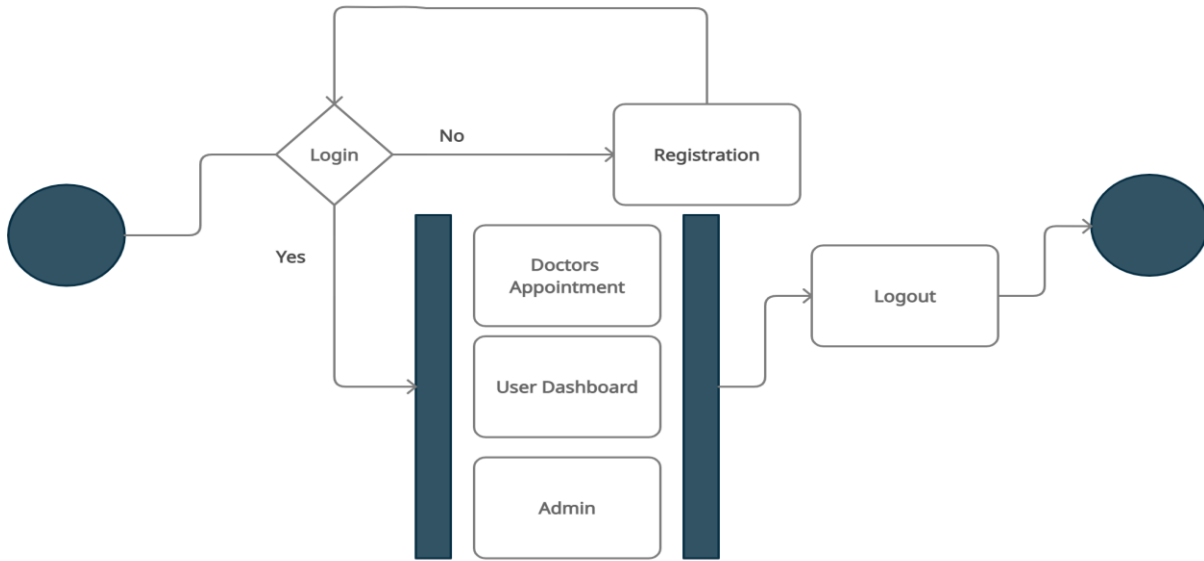 Login
No
Registration
Yes
Doctors
Appointment
User Dashboard
Admin
Logout